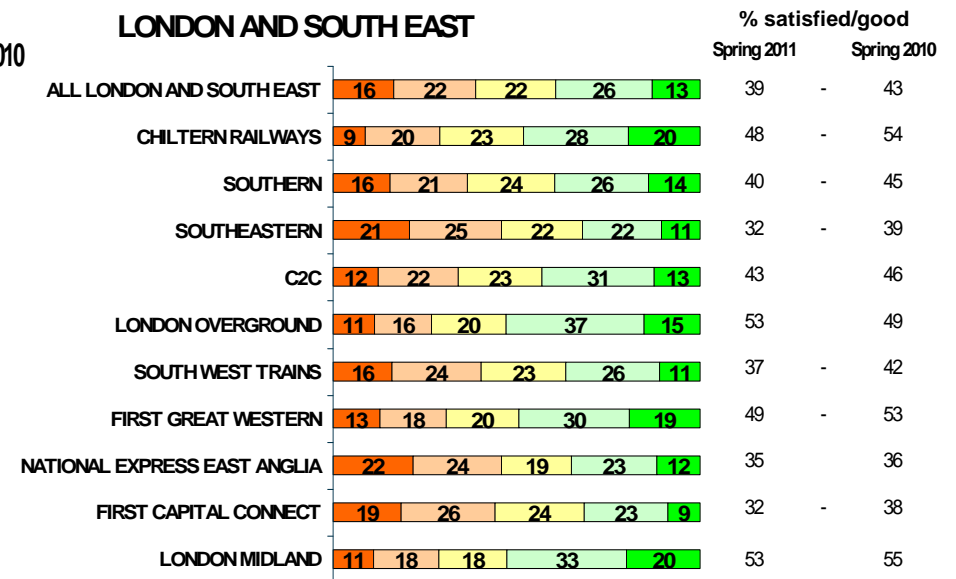 LONDON AND SOUTH EAST % satisfied/good
010 Spring 2011 Spring 2010
ALL LONDON AND SOUTH EAST 16 22 22 26 13 39 - 43
CHILTERN RAILWAYS 9 20 23 28 20 48 - 54
SOUTHERN 16 21 24 26 14 40 - 45
SOUTHEASTERN 21 25 22 22 11 32 - 39
C2C 12 22 23 31 13 43 - 46
LONDON OVERGROUND 11 16 20 37 15 53 49
SOUTH WEST TRAINS 16 24 23 26 11 37 - 42
FIRST GREAT WESTERN 13 18 20 30 19 49 - 53
NATIONAL EXPRESS EAST ANGLIA 22 24 19 23 12 35 36
FIRST CAPITAL CONNECT 19 26 24 23 9 32 - 38
LONDON MIDLAND 11 18 18 33 20 53 55